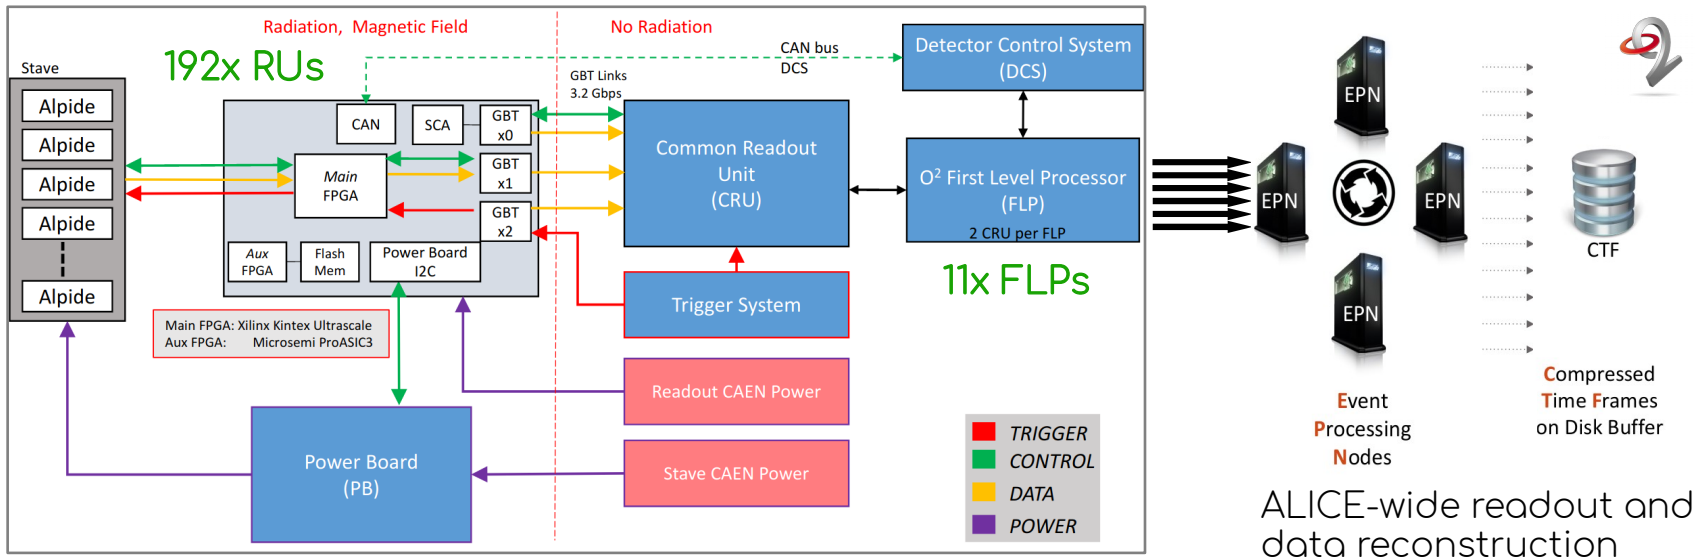 Radiation, Magnetic Field
No Radiation
192x RUs
Stave
Alpide
Alpide
Alpide
Alpide
Alpide
CAN
SCA
GBT
x0
GBT
x1
GBT
x2
Main
FPGA
Aux
FPGA
Flash
Mem
Power Board
I2C
Main FPGA: Xilinx Kintex Ultrascale
Aux FPGA: Microsemi ProASIC3
Power Board
(PB)
GBT Links
3.2 Gbps
CAN bus
DCS
Common Readout
Unit
(CRU)
Trigger System
Readout CAEN Power
Stave CAEN Power
Detector Control System
(DCS)
O² First Level Processor
(FLP)
2 CRU per FLP
11x FLPs
TRIGGER
CONTROL
DATA
POWER
EPN
EPN
EPN
EPN
Event
Processing
Nodes
CTF
Compressed
Time Frames
on Disk Buffer
ALICE-wide readout and
data reconstruction